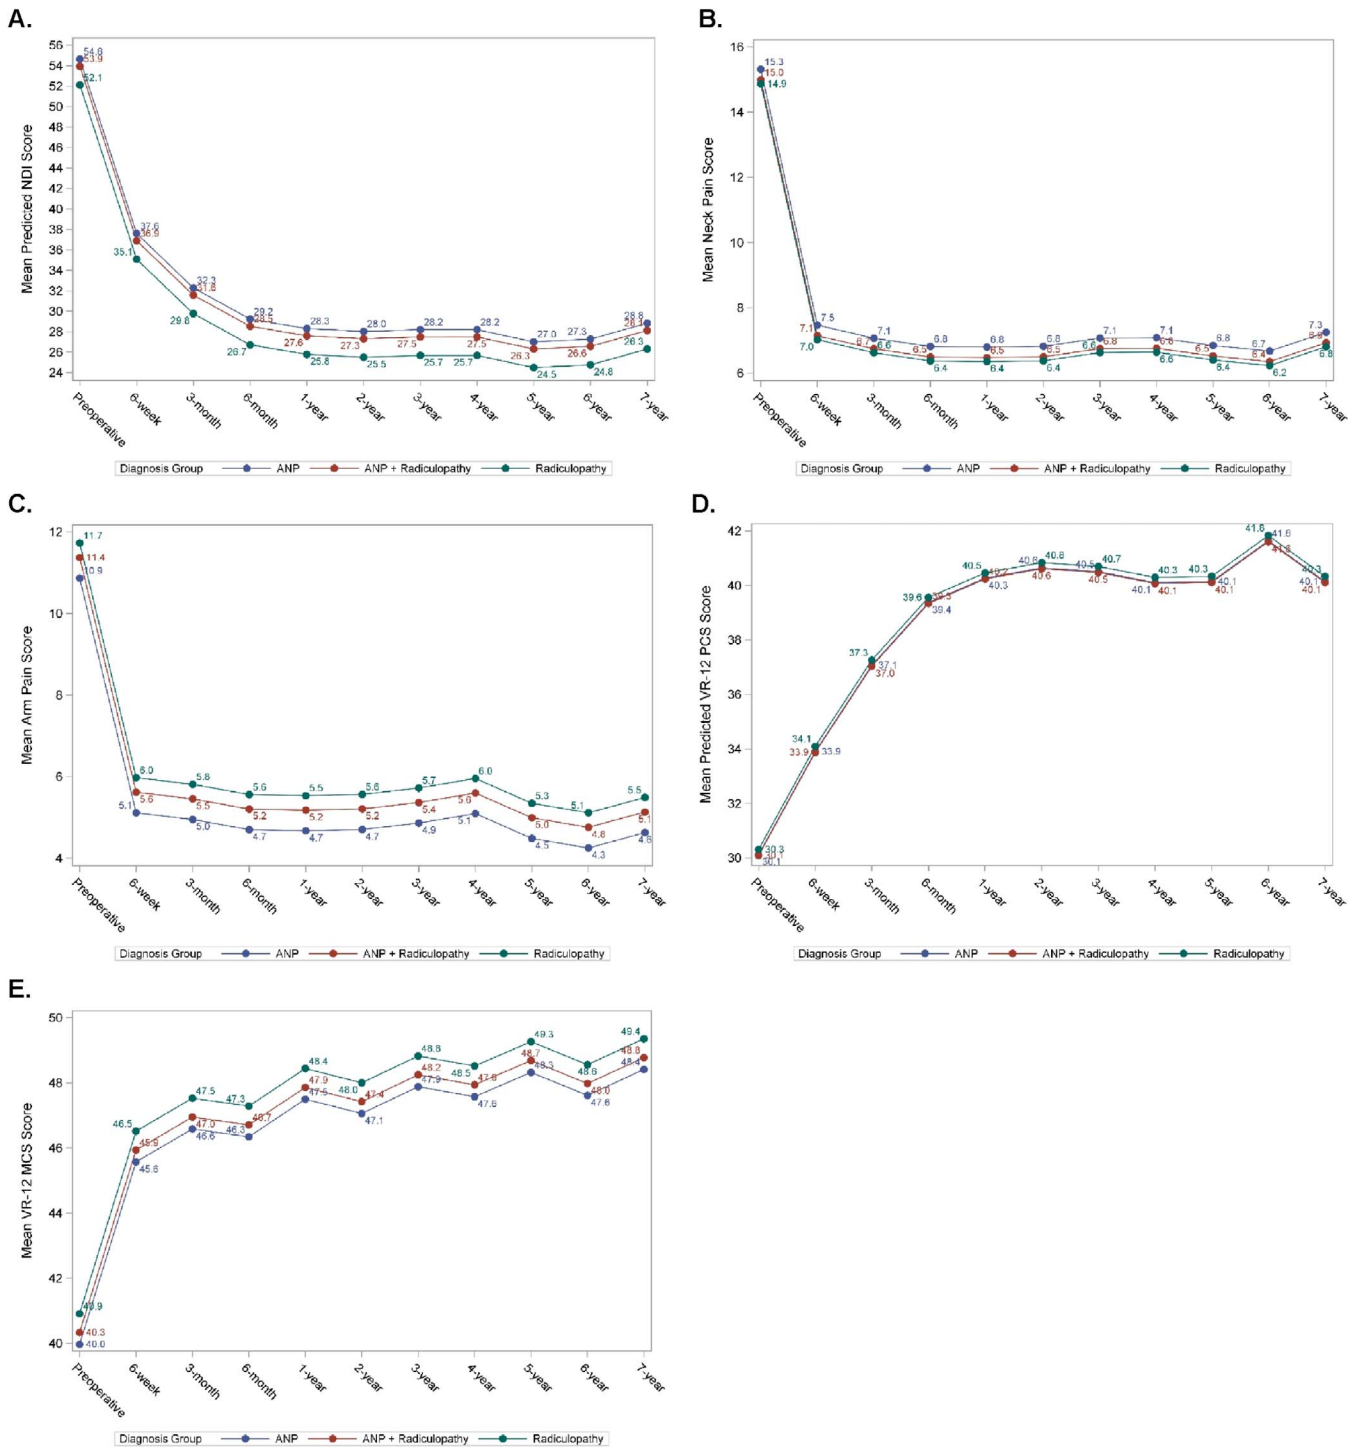 A.
Mean Predicted NDI Score
56
54
52
50
48
46
44
42
40
38
36
34
32
30
28
26
24
54.6
53.9
52.1
37.6
36.9
35.1
32.3
31.6
29.8
29.2
28.5
26.7
28.3
27.6
25.8
28.0
27.3
25.5
28.2
27.5
25.7
28.2
27.5
25.7
27.0
26.3
24.5
27.3
26.6
24.8
28.8
28.1
26.3
Preoperative
6-week
3-month
6-month
1-year
2-year
3-year
4-year
5-year
6-year
7-year
Diagnosis Group ANP ANP + Radiculopathy Radiculopathy
B.
Mean Neck Pain Score
16
14
12
10
8
6
15.3
15.0
14.9
7.5
7.1
7.0
7.1
6.7
6.6
6.8
6.5
6.4
6.8
6.5
6.4
6.8
6.5
6.4
7.1
6.8
6.6
7.1
6.8
6.6
6.8
6.5
6.4
6.7
6.4
6.2
7.3
6.9
6.8
Preoperative
6-week
3-month
6-month
1-year
2-year
3-year
4-year
5-year
6-year
7-year
Diagnosis Group ANP ANP + Radiculopathy Radiculopathy
C.
Mean Arm Pain Score
12
10
8
6
4
11.7
11.4
10.9
6.0
5.6
5.1
5.8
5.5
5.0
5.6
5.2
4.7
5.5
5.2
4.7
5.6
5.2
4.7
5.7
5.4
4.9
6.0
5.6
5.1
5.3
5.0
4.5
5.1
4.8
4.3
5.5
5.1
4.6
Preoperative
6-week
3-month
6-month
1-year
2-year
3-year
4-year
5-year
6-year
7-year
Diagnosis Group ANP ANP + Radiculopathy Radiculopathy
D.
Mean Predicted VR-12 PCS Score
42
40
38
36
34
32
30
30.3
30.1
30.1
34.1
33.9
33.9
37.3
37.1
37.0
39.6
39.3
39.4
40.5
40.2
40.3
40.6
40.8
40.6
40.5
40.7
40.5
40.3
40.1
40.1
40.3
40.1
40.1
41.8
41.6
41.6
40.3
40.1
40.1
Preoperative
6-week
3-month
6-month
1-year
2-year
3-year
4-year
5-year
6-year
7-year
Diagnosis Group ANP ANP + Radiculopathy Radiculopathy
E.
Mean VR-12 MCS Score
50
48
46
44
42
40
40.9
40.3
40.0
46.5
45.9
45.6
47.5
47.0
46.6
47.3
46.7
46.3
48.4
47.9
47.5
48.0
47.4
47.1
48.8
48.2
47.9
48.5
47.9
47.6
49.3
48.7
48.3
48.6
48.0
47.6
49.4
48.8
48.4
Preoperative
6-week
3-month
6-month
1-year
2-year
3-year
4-year
5-year
6-year
7-year
Diagnosis Group ANP ANP + Radiculopathy Radiculopathy